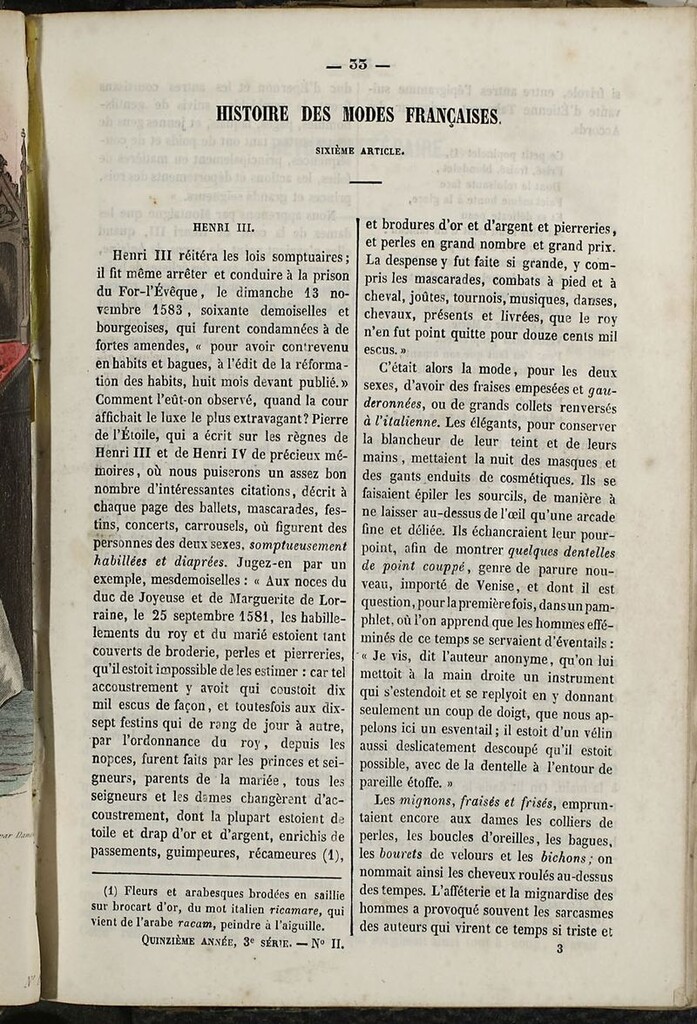 — 33 —
HISTOIRE DES MODES FRANÇAISES.
SIXIÈME ARTICLE.
HENRI III.
Henri III réitéra les lois somptuaires;
il fit même arrêter et conduire à la prison
du For-l'Évêque, le dimanche 13 no-
vembre 1583, soixante demoiselles et
bourgeoises, qui furent condamnées à de
fortes amendes, « pour avoir contrevenu
en habits et bagues, à l'édit de la réforma-
tion des habits, huit mois devant publié. »
Comment l'eût-on observé, quand la cour
affichait le luxe le plus extravagant? Pierre
de l'Étoile, qui a écrit sur les règnes de
Henri III et de Henri IV de précieux mé-
moires, où nous puiserons un assez bon
nombre d'intéressantes citations, décrit à
chaque page des ballets, mascarades, fes-
tins, concerts, carrousels, où figurent des
personnes des deux sexes, somptueusement
habillées et diaprées. Jugez-en par un
exemple, mesdemoiselles : « Aux noces du
duc de Joyeuse et de Marguerite de Lor-
raine, le 25 septembre 1581, les habille-
lements du roy et du marié estoient tant
couverts de broderie, perles et pierreries,
qu'il estoit impossible de les estimer : car tel
accoustrement y avoit qui coustoit dix
mil escus de façon, et toutesfois aux dix-
sept festins qui de rang de jour à autre,
par l'ordonnance du roy, depuis les
nopces, furent faits par les princes et sei-
gneurs, parents de la mariée, tous les
seigneurs et les dames changèrent d'ac-
coustrement, dont la plupart estoient de
toile et drap d'or et d'argent, enrichis de
passements, guimpeures, récameures (1),
(1) Fleurs et arabesques brodées en saillie
sur brocart d'or, du mot italien ricamare, qui
vient de l'arabe racam, peindre à l'aiguille.
QUINZIÈME ANNÉE, 3e SÉRIE. — No II.
et brodures d'or et d'argent et pierreries,
et perles en grand nombre et grand prix.
La despense y fut faite si grande, y com-
pris les mascarades, combats à pied et à
cheval, joûtes, tournois, musiques, danses,
chevaux, présents et livrées, que le roy
n'en fut point quitte pour douze cents mil
escus. »
C'était alors la mode, pour les deux
sexes, d'avoir des fraises empesées et gau-
deronnées, ou de grands collets renversés
à l'italienne. Les élégants, pour conserver
la blancheur de leur teint et de leurs
mains, mettaient la nuit des masques et
des gants enduits de cosmétiques. Ils se
faisaient épiler les sourcils, de manière à
ne laisser au-dessus de l'œil qu'une arcade
fine et déliée. Ils échancraient leur pour-
point, afin de montrer quelques dentelles
de point couppé, genre de parure nou-
veau, importé de Venise, et dont il est
question, pour la première fois, dans un pam-
phlet, où l'on apprend que les hommes effé-
minés de ce temps se servaient d'éventails :
« Je vis, dit l'auteur anonyme, qu'on lui
mettoit à la main droite un instrument
qui s'estendoit et se replyoit en y donnant
seulement un coup de doigt, que nous ap-
pelons ici un esventail; il estoit d'un vélin
aussi deslicatement descoupé qu'il estoit
possible, avec de la dentelle à l'entour de
pareille étoffe. »
Les mignons, fraisés et frisés, emprun-
taient encore aux dames les colliers de
perles, les boucles d'oreilles, les bagues,
les bourets de velours et les bichons; on
nommait ainsi les cheveux roulés au-dessus
des tempes. L'afféterie et la mignardise des
hommes a provoqué souvent les sarcasmes
des auteurs qui virent ce temps si triste et
3